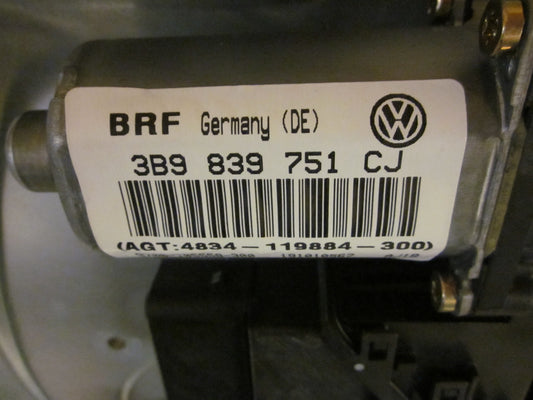 BRF Germany (DE)
3B9 839 751 CJ
(AGT:4834-119884-300)